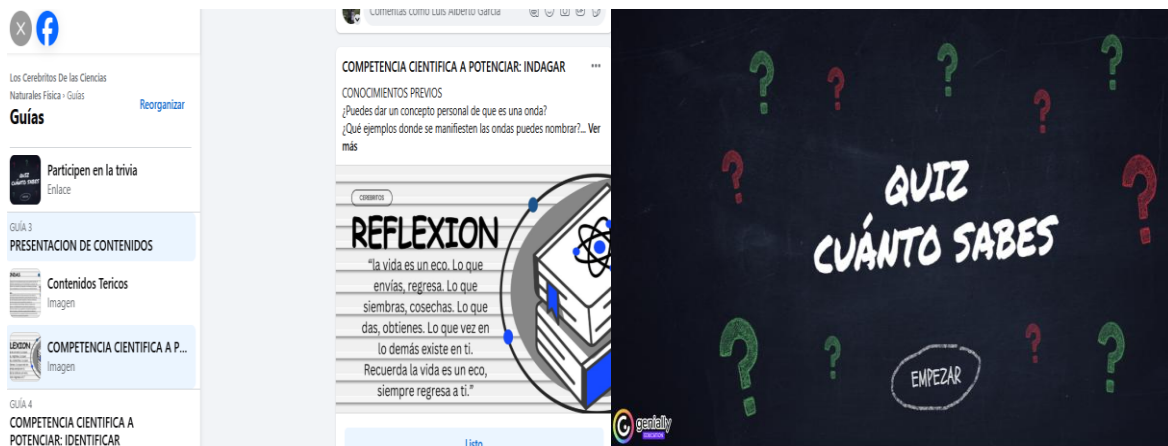 Los Cerebritos De las Ciencias
Naturales Fisica › Guías
Guías
Reorganizar
Participen en la trivia
Enlace
GUÍA 3
PRESENTACION DE CONTENIDOS
Contenidos Tericos
Imagen
COMPETENCIA CIENTIFICA A P...
Imagen
GUÍA 4
COMPETENCIA CIENTIFICA A
POTENCIAR: IDENTIFICAR
Comentas como Luis Alberto García
COMPETENCIA CIENTIFICA A POTENCIAR: INDAGAR
CONOCIMIENTOS PREVIOS
¿Puedes dar un concepto personal de que es una onda?
¿Qué ejemplos donde se manifiesten las ondas puedes nombrar?... Ver
más
CEREBRITOS
REFLEXION
“la vida es un eco. Lo que
envías, regresa. Lo que
siembras, cosechas. Lo que
das, obtienes. Lo que vez en
lo demás existe en ti.
Recuerda la vida es un eco,
siempre regresa a ti.”
Listo
QUIZ
CUÁNTO SABES
EMPEZAR
genially